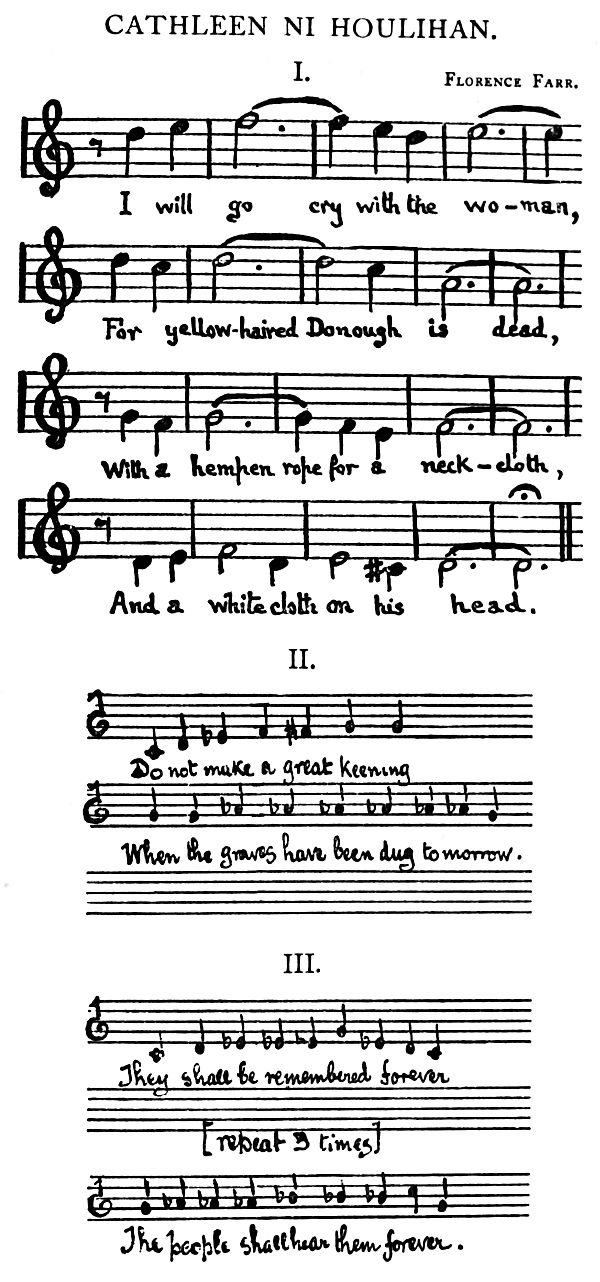 CATHLEEN NI HOULIHAN.
I.
FLORENCE FARR.
I will go cry with the wo-man,
For yellow-haired Donough is dead,
With a hempen rope for a neck-cloth,
And a white cloth on his head.
II.
Do not make a great keening
When the graves have been dug tomorrow.
III.
They shall be remembered forever
[repeat 3 times]
The people shall hear them forever.